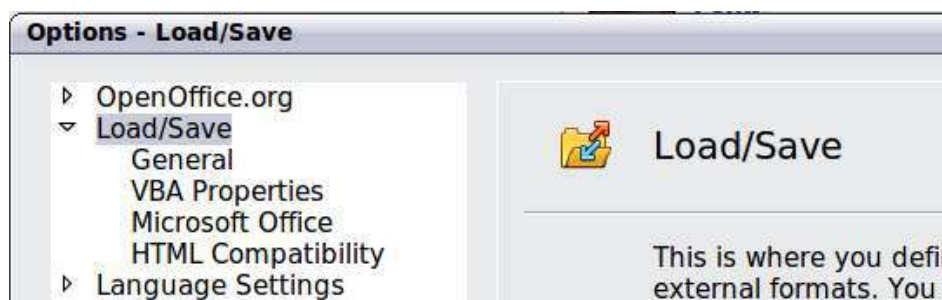 Options - Load/Save
OpenOffice.org
Load/Save
General
VBA Properties
Microsoft Office
HTML Compatibility
Language Settings
Load/Save
This is where you
external formats. You